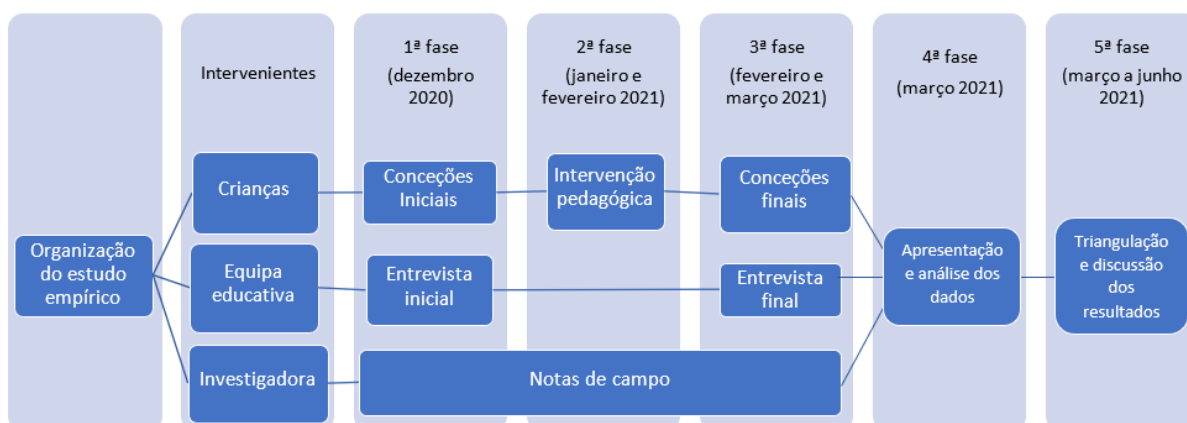 Intervenientes
1ª fase
(dezembro
2020)
2ª fase
(janeiro e
fevereiro 2021)
3ª fase
(fevereiro e
março 2021)
4ª fase
(março 2021)
5ª fase
(março a junho
2021)
Organização
do estudo
empírico
Crianças
Conceções
Iniciais
Intervenção
pedagógica
Conceções
finais
Equipa
educativa
Entrevista
inicial
Entrevista
final
Investigadora
Notas de campo
Apresentação
e análise dos
dados
Triangulação
e discussão
dos
resultados